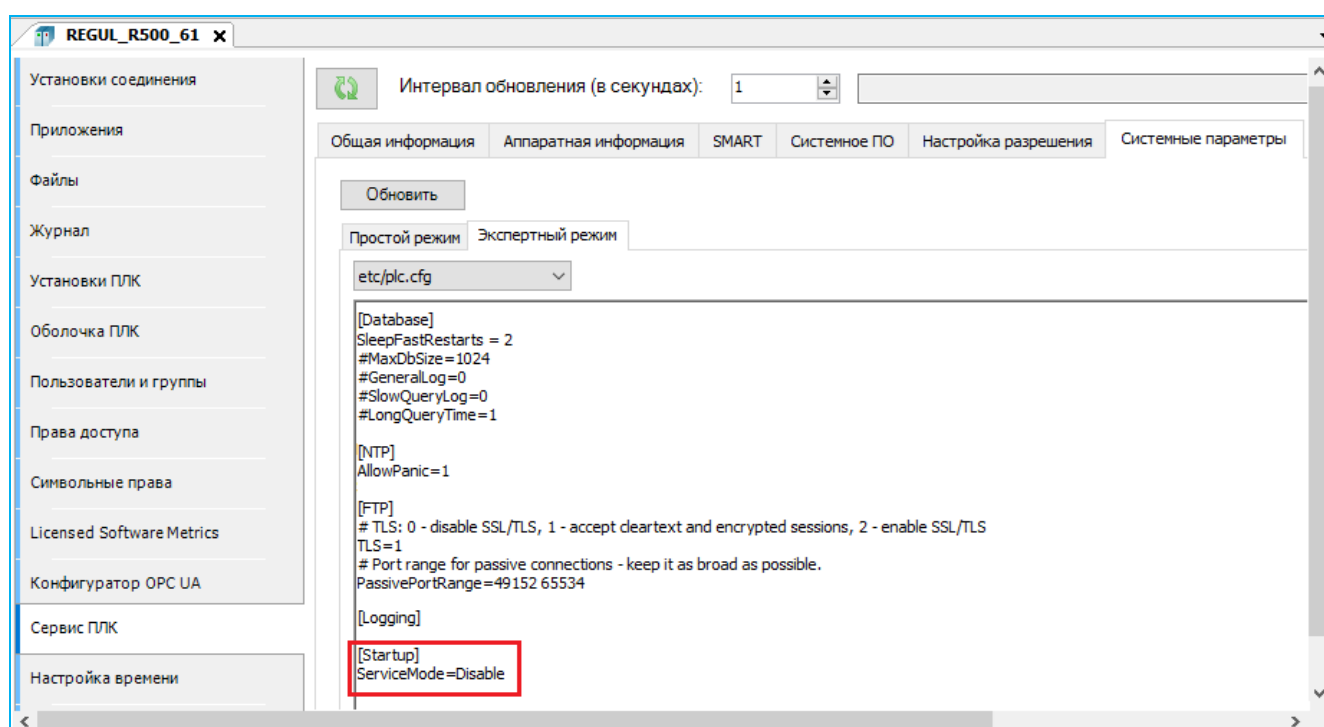 REGUL_R500_61 x
Установки соединения
Приложения
Файлы
Журнал
Установки ПЛК
Оболочка ПЛК
Пользователи и группы
Права доступа
Символьные права
Licensed Software Metrics
Конфигуратор OPC UA
Сервис ПЛК
Настройка времени
Интервал обновления (в секундах): 1
Общая информация Аппаратная информация SMART Системное ПО Настройка разрешения Системные параметры
Обновить
Простой режим Экспертный режим
etc/plc.cfg
[Database]
SleepFastRestarts = 2
#MaxDbSize=1024
#GeneralLog=0
#SlowQueryLog=0
#LongQueryTime=1
[NTP]
AllowPanic=1
[FTP]
# TLS: 0 - disable SSL/TLS, 1 - accept cleartext and encrypted sessions, 2 - enable SSL/TLS
TLS=1
# Port range for passive connections - keep it as broad as possible.
PassivePortRange=49152 65534
[Logging]
[Startup]
ServiceMode=Disable